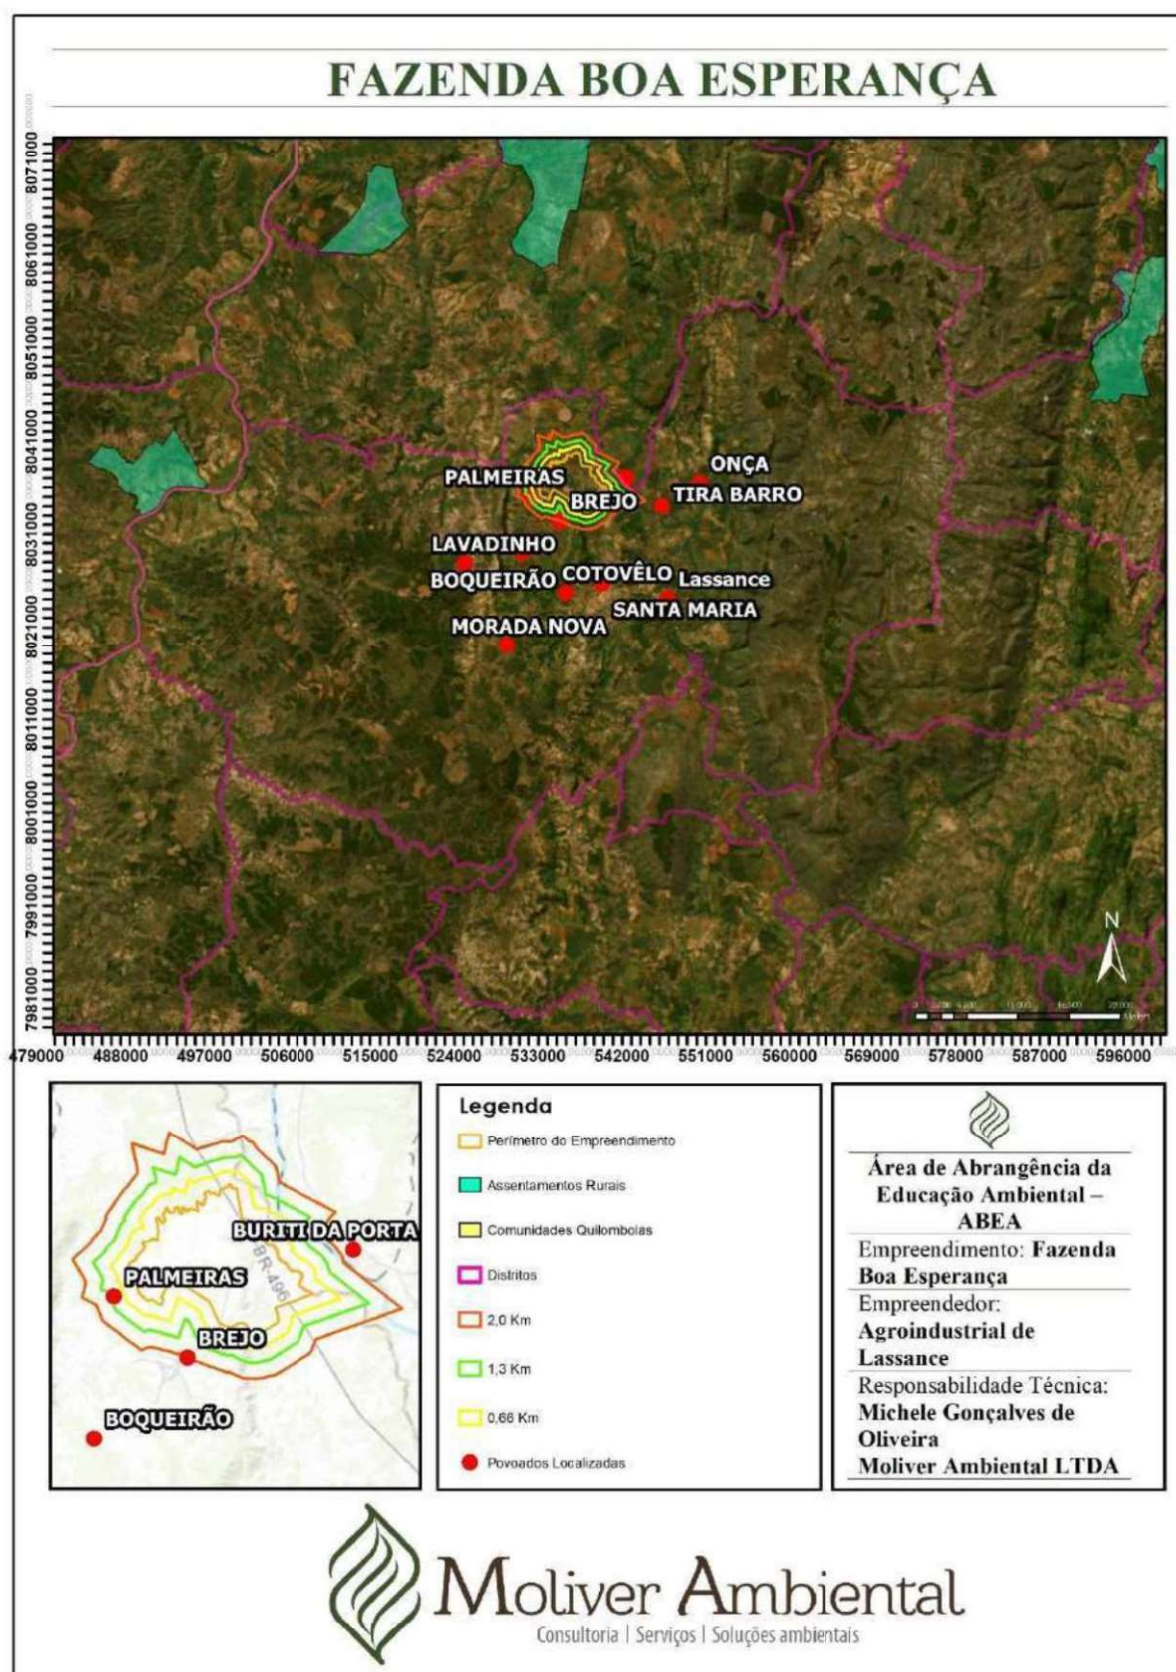 FAZENDA BOA ESPERANÇA
8071000
8061000
8051000
8041000
8031000
8021000
8011000
8001000
7991000
7981000
PALMEIRAS
ONÇA
BREJO
TIRA BARRO
LAVADINHO
BOQUEIRÃO
COTOVÊLO
Lassance
SANTA MARIA
MORADA NOVA
N
479000 488000 497000 506000 515000 524000 533000 542000 551000 560000 569000 578000 587000 596000
BURITI DA PORTA
BR-496
PALMEIRAS
BREJO
BOQUEIRÃO
Legenda
Perímetro do Empreendimento
Assentamentos Rurais
Comunidades Quilombolas
Distritos
2,0 Km
1,3 Km
0,66 Km
Povoados Localizadas
Área de Abrangência da
Educação Ambiental –
ABEA
Empreendimento: Fazenda
Boa Esperança
Empreendedor:
Agroindustrial de
Lassance
Responsabilidade Técnica:
Michele Gonçalves de
Oliveira
Moliver Ambiental LTDA
Moliver Ambiental
Consultoria | Serviços | Soluções ambientais